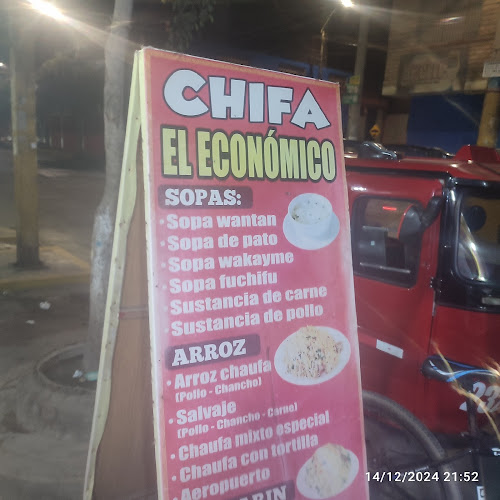 CHIFA
EL ECONÓMICO
SOPAS:
• Sopa wantan
• Sopa de pato
• Sopa wakayme
• Sopa fuchifu
• Sustancia de carne
• Sustancia de pollo
ARROZ
• Arroz chaufa
(Pollo - Chancho)
• Salvaje
(Pollo - Chancho - Carne)
• Chaufa mixto especial
• Chaufa con tortilla
• Aeropuerto
14/12/2024 21:52